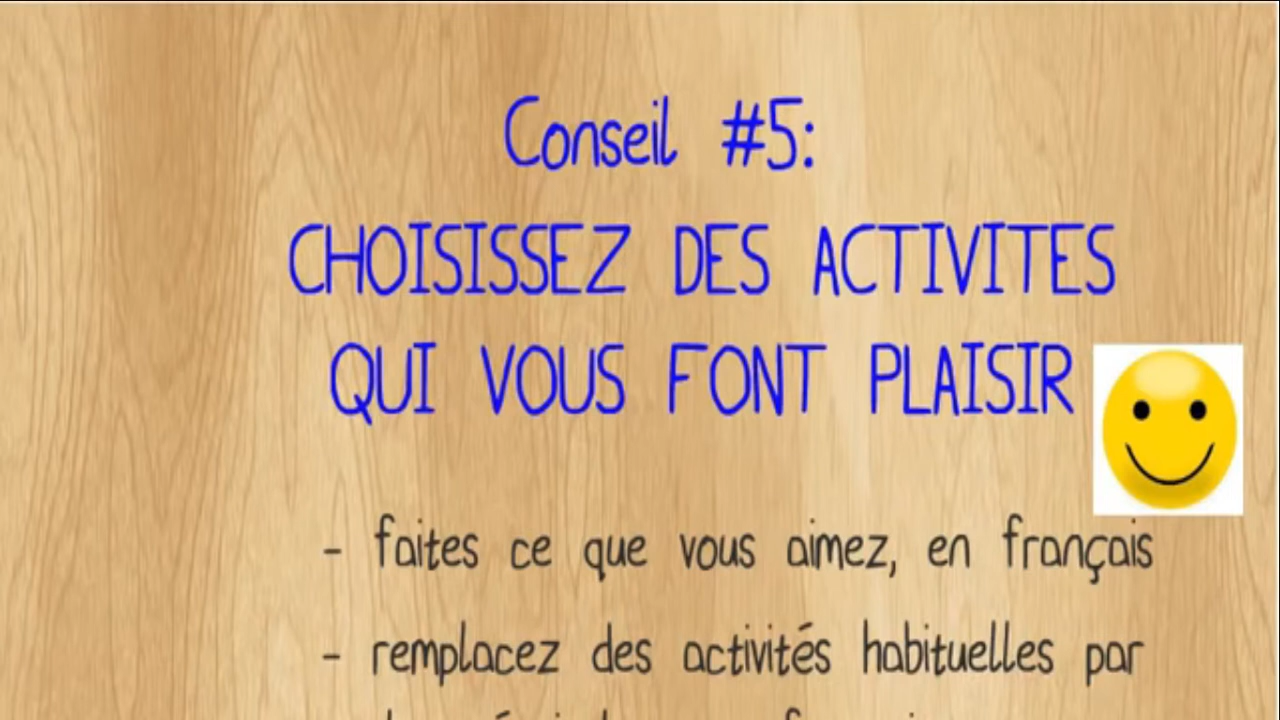 Conseil #5:
CHOISISSEZ DES ACTIVITES
QUI VOUS FONT PLAISIR
- faites ce que vous aimez, en français
- remplacez des activités habituelles par